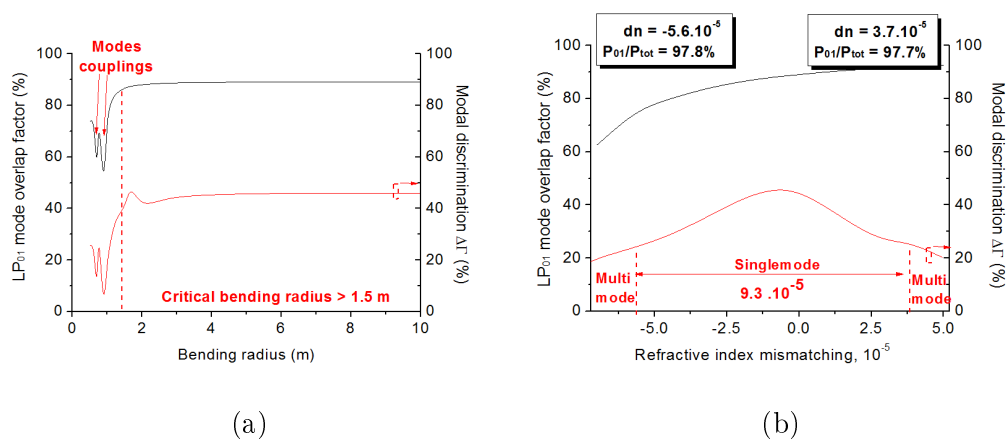 Modes
couplings
100
80
60
40
20
0
LP01 mode overlap factor (%)
100
80
60
40
20
0
Modal discrimination ΔΓ (%)
Critical bending radius > 1.5 m
0 2 4 6 8 10
Bending radius (m)
(a)
dn = -5.6.10-5
P01/Ptot = 97.8%
dn = 3.7.10-5
P01/Ptot = 97.7%
100
80
60
40
20
0
LP01 mode overlap factor (%)
100
80
60
40
20
0
Modal discrimination ΔΓ (%)
Multi
mode
Singlemode
9.3 .10-5
Multi
mode
-5.0 -2.5 0.0 2.5 5.0
Refractive index mismatching, 10-5
(b)